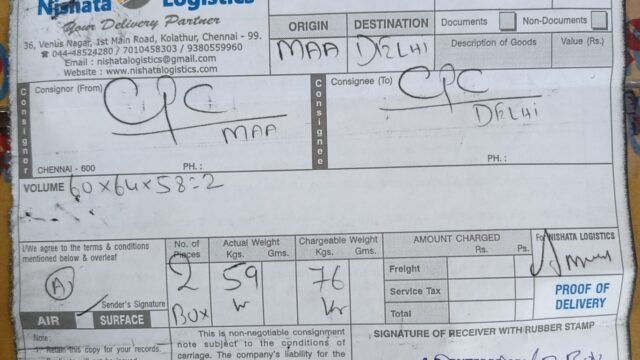 Nishata Logistics
Your Delivery Partner
36, Venus Nagar, 1st Main Road, Kolathur, Chennai - 99.
044-48524280 / 7010458303 / 9380559960
Email : nishatalogistics@gmail.com
Website : www.nishatalogistics.com
ORIGIN DESTINATION
MAA DELHI
Documents Non-Documents
Description of Goods Value (Rs.)
Consignor
Consignor (From)
CPC
MAA
CHENNAI - 600 PH. :
Consignee
Consignee (To)
CPC
DELHI
PH. :
VOLUME 60x64x58=2
I/We agree to the terms & conditions
mentioned below & overleaf
A
Sender's Signature
AIR SURFACE
No. of Pieces
2
BOX
Actual Weight
Kgs. Gms.
59
Chargeable Weight
Kgs. Gms.
76
AMOUNT CHARGED
Rs. Ps.
Freight
Service Tax
Total
For NISHATA LOGISTICS
PROOF OF
DELIVERY
Note :
1. Retain this copy for your records.
This is non-negotiable consignment
note subject to the conditions of
carriage. The company's liability for the
SIGNATURE OF RECEIVER WITH RUBBER STAMP